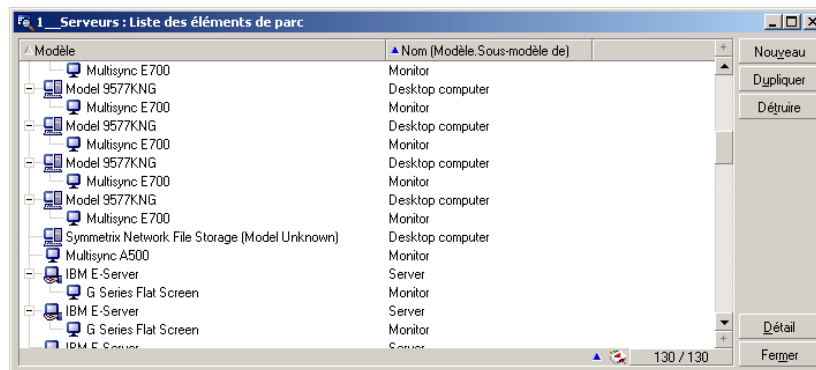 1__Serveurs : Liste des éléments de parc
Modèle Nom (Modèle.Sous-modèle de)
Multisync E700 Monitor
Model 9577KNG Desktop computer
Multisync E700 Monitor
Model 9577KNG Desktop computer
Multisync E700 Monitor
Model 9577KNG Desktop computer
Multisync E700 Monitor
Model 9577KNG Desktop computer
Multisync E700 Monitor
Symmetrix Network File Storage (Model Unknown) Desktop computer
Multisync A500 Monitor
IBM E-Server Server
G Series Flat Screen Monitor
IBM E-Server Server
G Series Flat Screen Monitor
IBM E-Server Server
130 / 130
Nouveau
Dupliquer
Détruire
Détail
Fermer